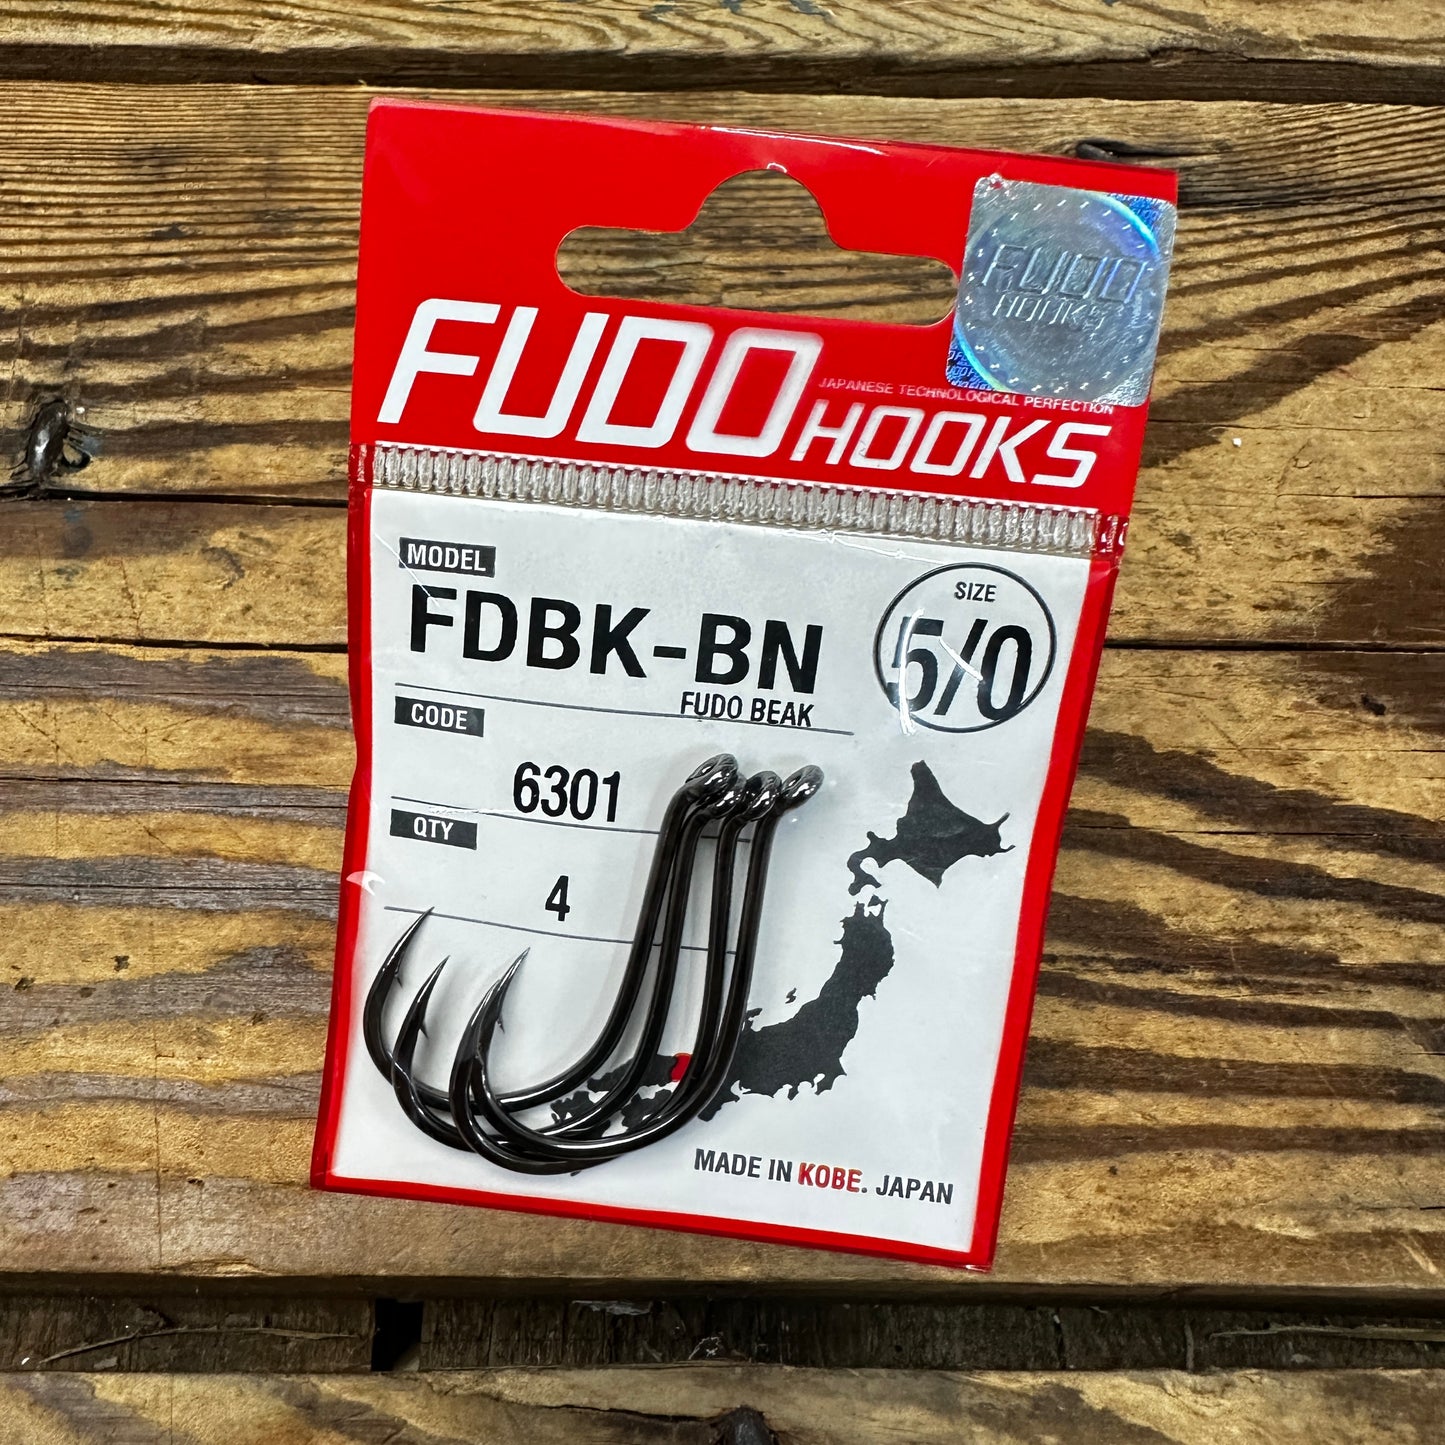 FUDO
HOOKS
FUDO
JAPANESE TECHNOLOGICAL PERFECTION
HOOKS
MODEL
FDBK-BN
FUDO BEAK
SIZE
5/0
CODE
6301
QTY
4
MADE IN KOBE. JAPAN